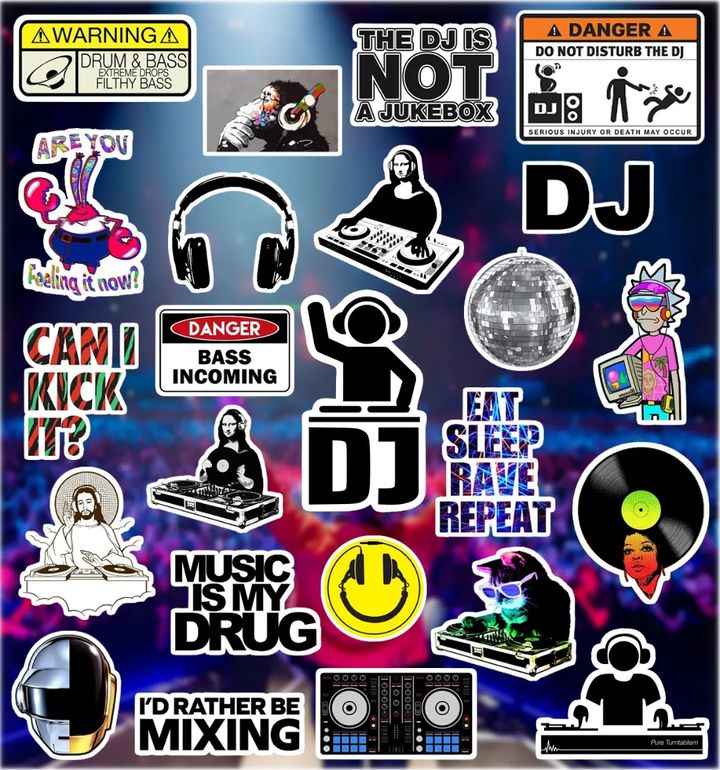 WARNING
DRUM & BASS
EXTREME DROPS
FILTHY BASS
THE DJ IS
NOT
A JUKEBOX
DANGER
DO NOT DISTURB THE DJ
DJ
SERIOUS INJURY OR DEATH MAY OCCUR
ARE YOU
Feeling it now?
DJ
DANGER
BASS
INCOMING
CAN I
KICK
IT?
DJ
EAT
SLEEP
RAVE
REPEAT
MUSIC
IS MY
DRUG
I'D RATHER BE
MIXING
Pure Turntablism